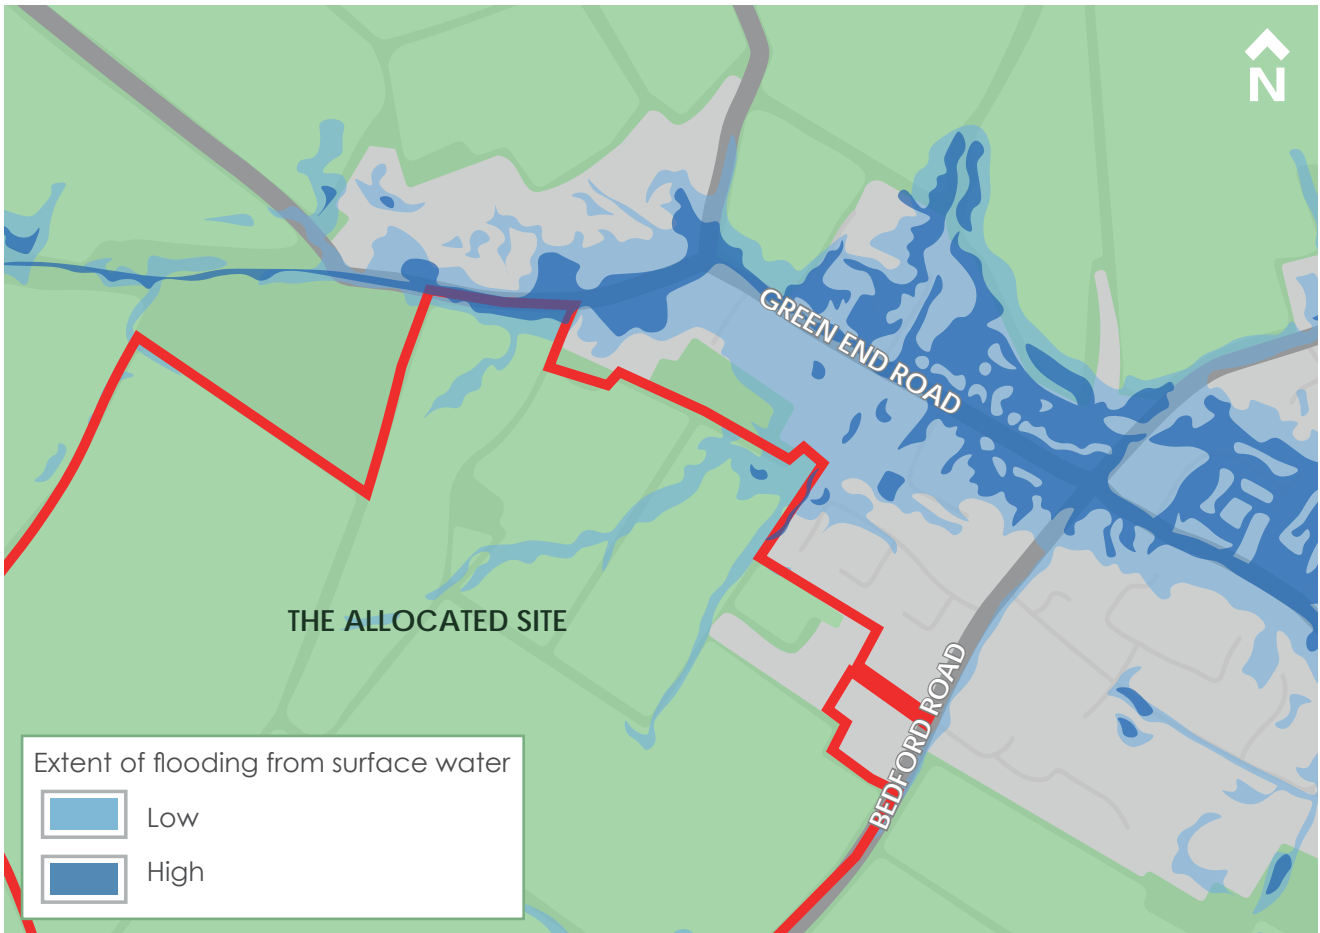 N
GREEN END ROAD
THE ALLOCATED SITE
BEDFORD ROAD
Extent of flooding from surface water
Low
High